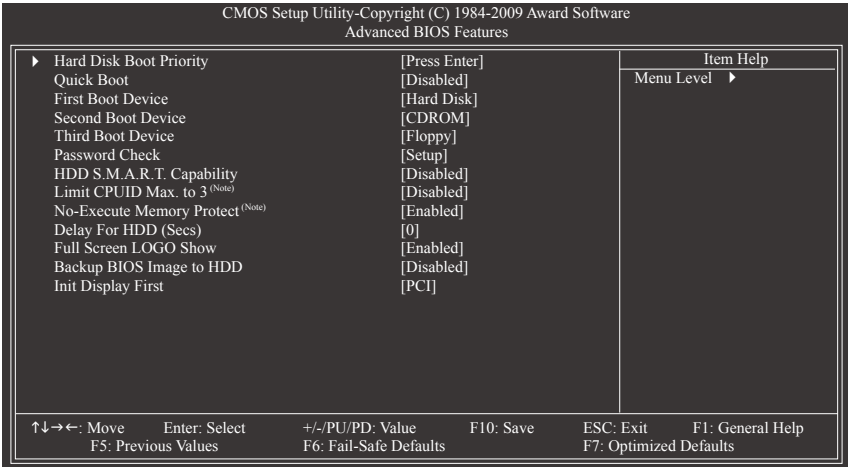 CMOS Setup Utility-Copyright (C) 1984-2009 Award Software
Advanced BIOS Features
▶ Hard Disk Boot Priority [Press Enter]
Quick Boot [Disabled]
First Boot Device [Hard Disk]
Second Boot Device [CDROM]
Third Boot Device [Floppy]
Password Check [Setup]
HDD S.M.A.R.T. Capability [Disabled]
Limit CPUID Max. to 3 (Note) [Disabled]
No-Execute Memory Protect (Note) [Enabled]
Delay For HDD (Secs) [0]
Full Screen LOGO Show [Enabled]
Backup BIOS Image to HDD [Disabled]
Init Display First [PCI]
Item Help
Menu Level ▶
↑↓→←: Move Enter: Select +/-/PU/PD: Value F10: Save ESC: Exit F1: General Help
F5: Previous Values F6: Fail-Safe Defaults F7: Optimized Defaults